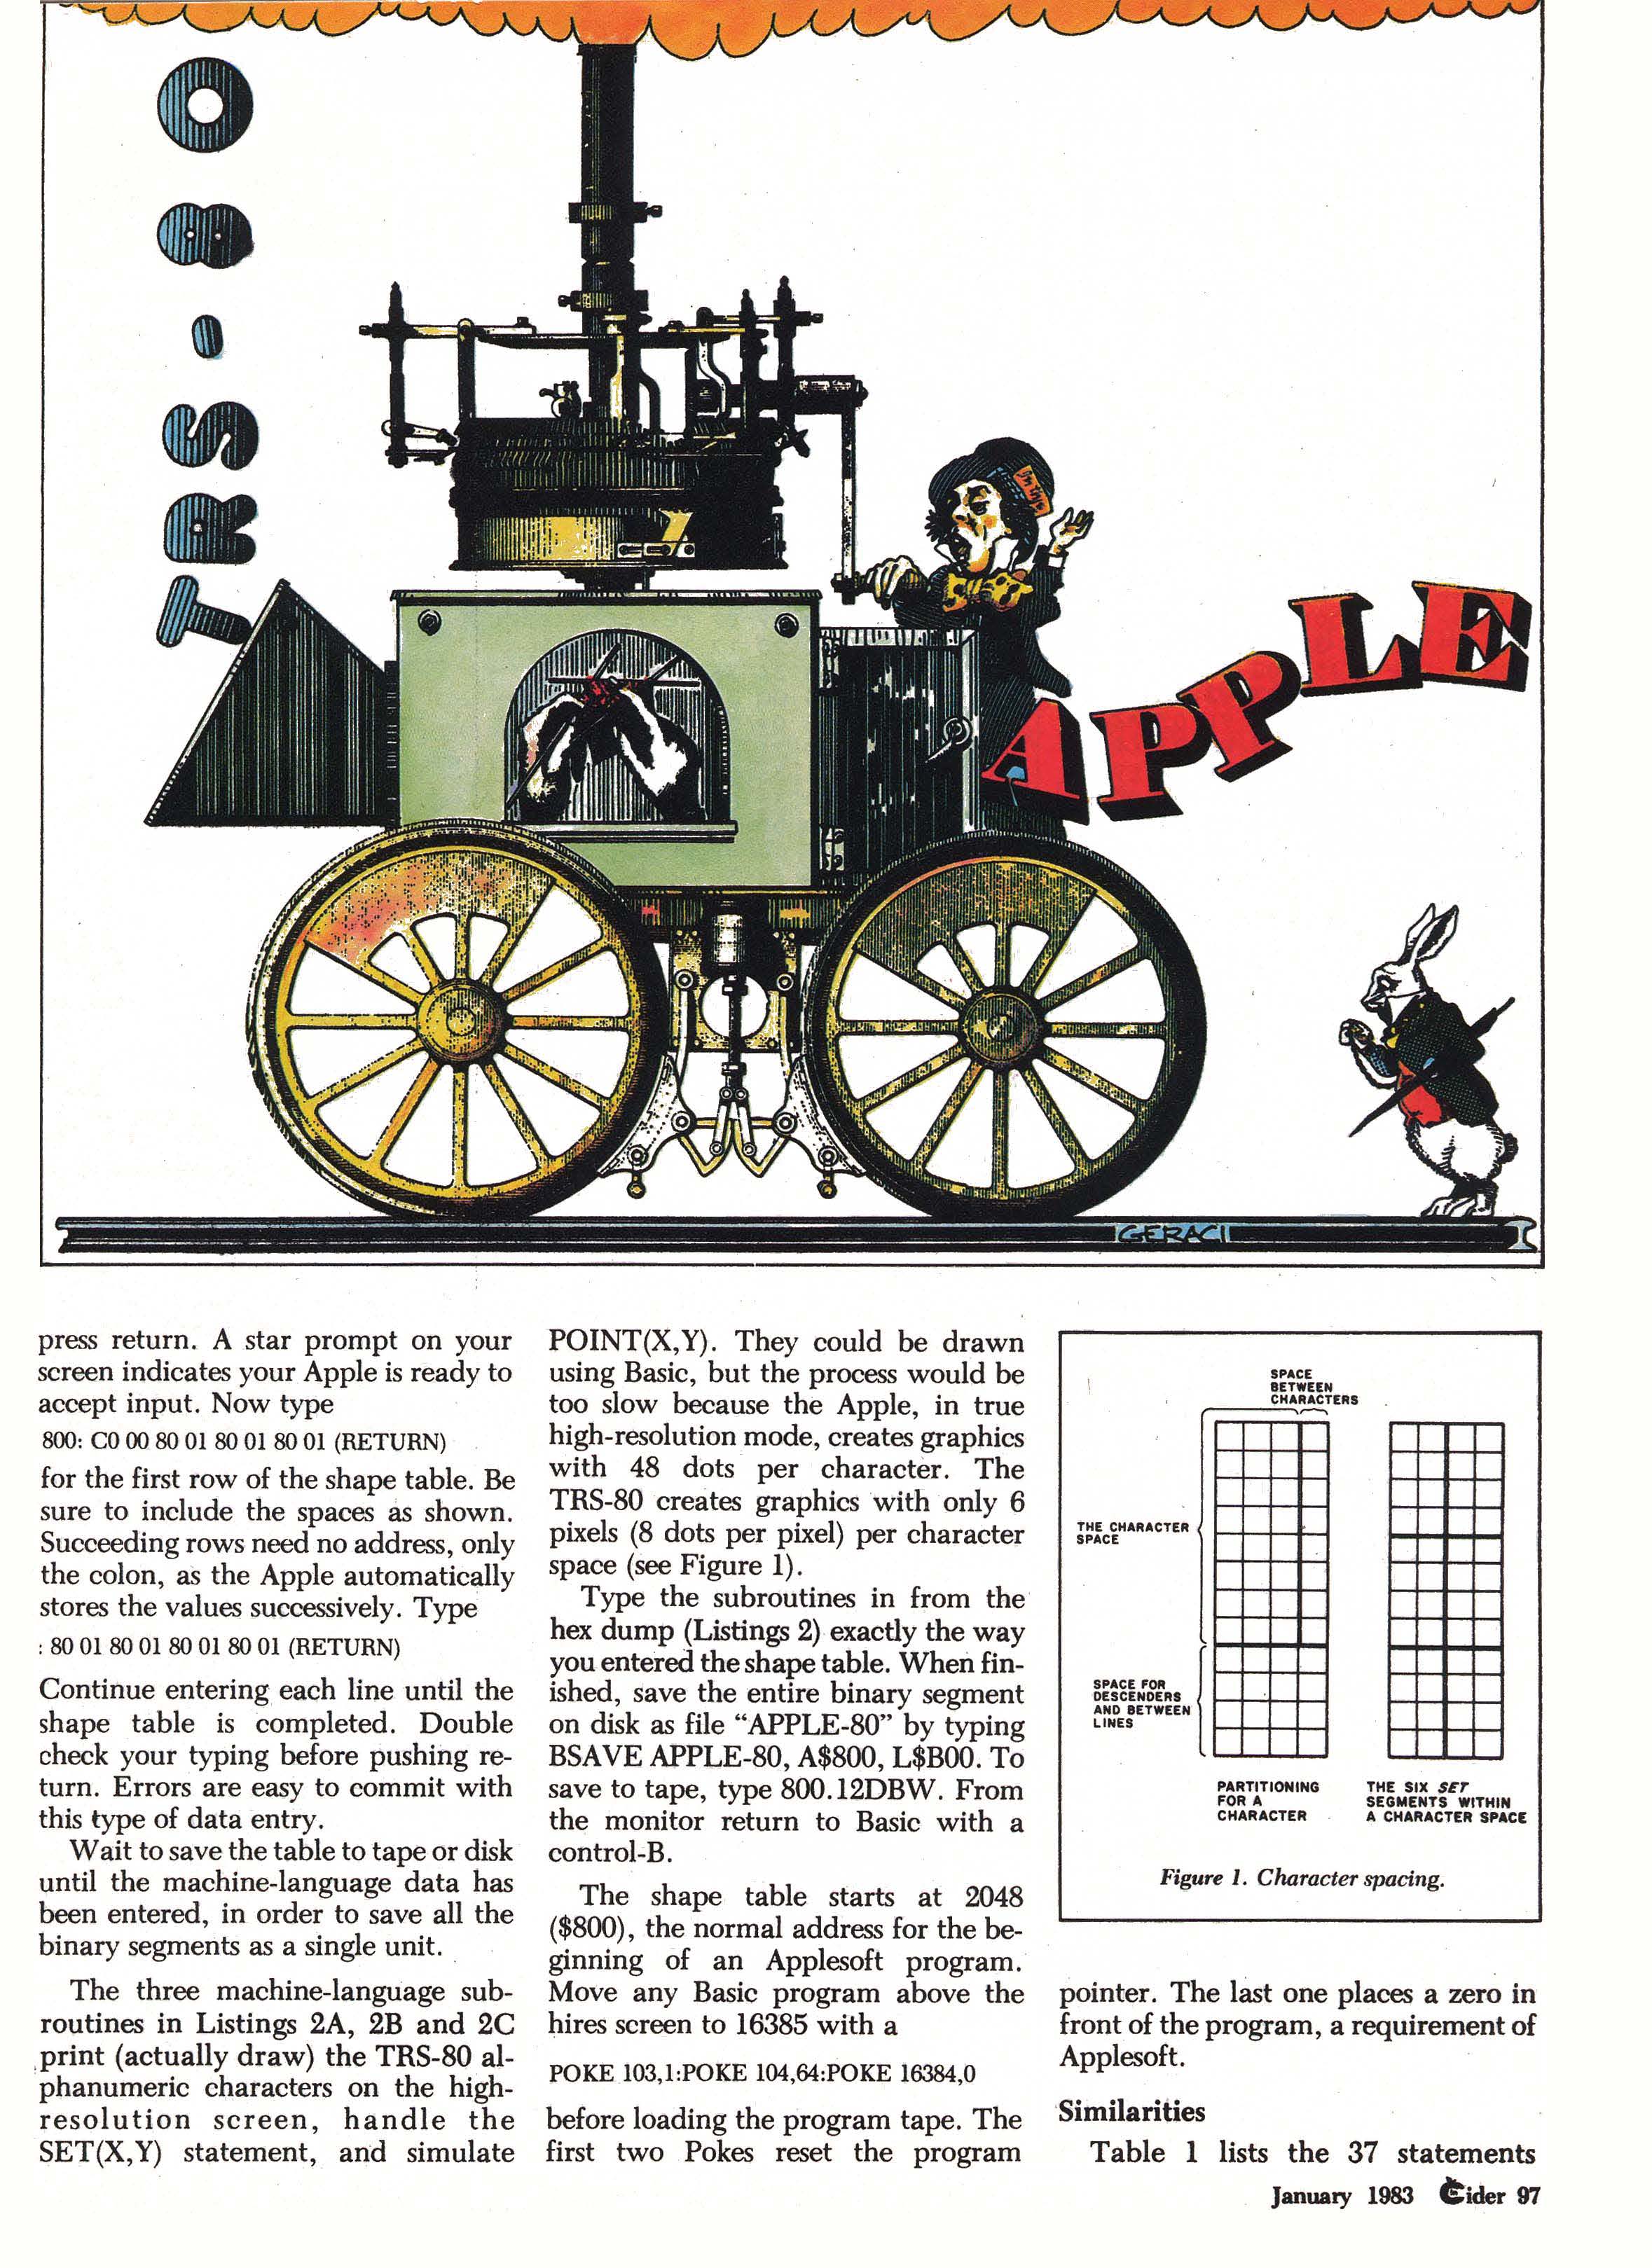 TRS-80
APPLE
GERACI
press return. A star prompt on your
screen indicates your Apple is ready to
accept input. Now type
800: C0 00 80 01 80 01 80 01 (RETURN)
for the first row of the shape table. Be
sure to include the spaces as shown.
Succeeding rows need no address, only
the colon, as the Apple automatically
stores the values successively. Type
: 80 01 80 01 80 01 80 01 (RETURN)
Continue entering each line until the
shape table is completed. Double
check your typing before pushing re-
turn. Errors are easy to commit with
this type of data entry.
Wait to save the table to tape or disk
until the machine-language data has
been entered, in order to save all the
binary segments as a single unit.
The three machine-language sub-
routines in Listings 2A, 2B and 2C
print (actually draw) the TRS-80 al-
phanumeric characters on the high-
resolution screen, handle the
SET(X,Y) statement, and simulate
POINT(X,Y). They could be drawn
using Basic, but the process would be
too slow because the Apple, in true
high-resolution mode, creates graphics
with 48 dots per character. The
TRS-80 creates graphics with only 6
pixels (8 dots per pixel) per character
space (see Figure 1).
Type the subroutines in from the
hex dump (Listings 2) exactly the way
you entered the shape table. When fin-
ished, save the entire binary segment
on disk as file “APPLE-80” by typing
BSAVE APPLE-80, A$800, L$B00. To
save to tape, type 800.12DBW. From
the monitor return to Basic with a
control-B.
The shape table starts at 2048
($800), the normal address for the be-
ginning of an Applesoft program.
Move any Basic program above the
hires screen to 16385 with a
POKE 103,1:POKE 104,64:POKE 16384,0
before loading the program tape. The
first two Pokes reset the program
SPACE
BETWEEN
CHARACTERS
THE CHARACTER
SPACE
SPACE FOR
DESCENDERS
AND BETWEEN
LINES
PARTITIONING
FOR A
CHARACTER
THE SIX SET
SEGMENTS WITHIN
A CHARACTER SPACE
Figure 1. Character spacing.
pointer. The last one places a zero in
front of the program, a requirement of
Applesoft.
Similarities
Table 1 lists the 37 statements
January 1983 Cider 97